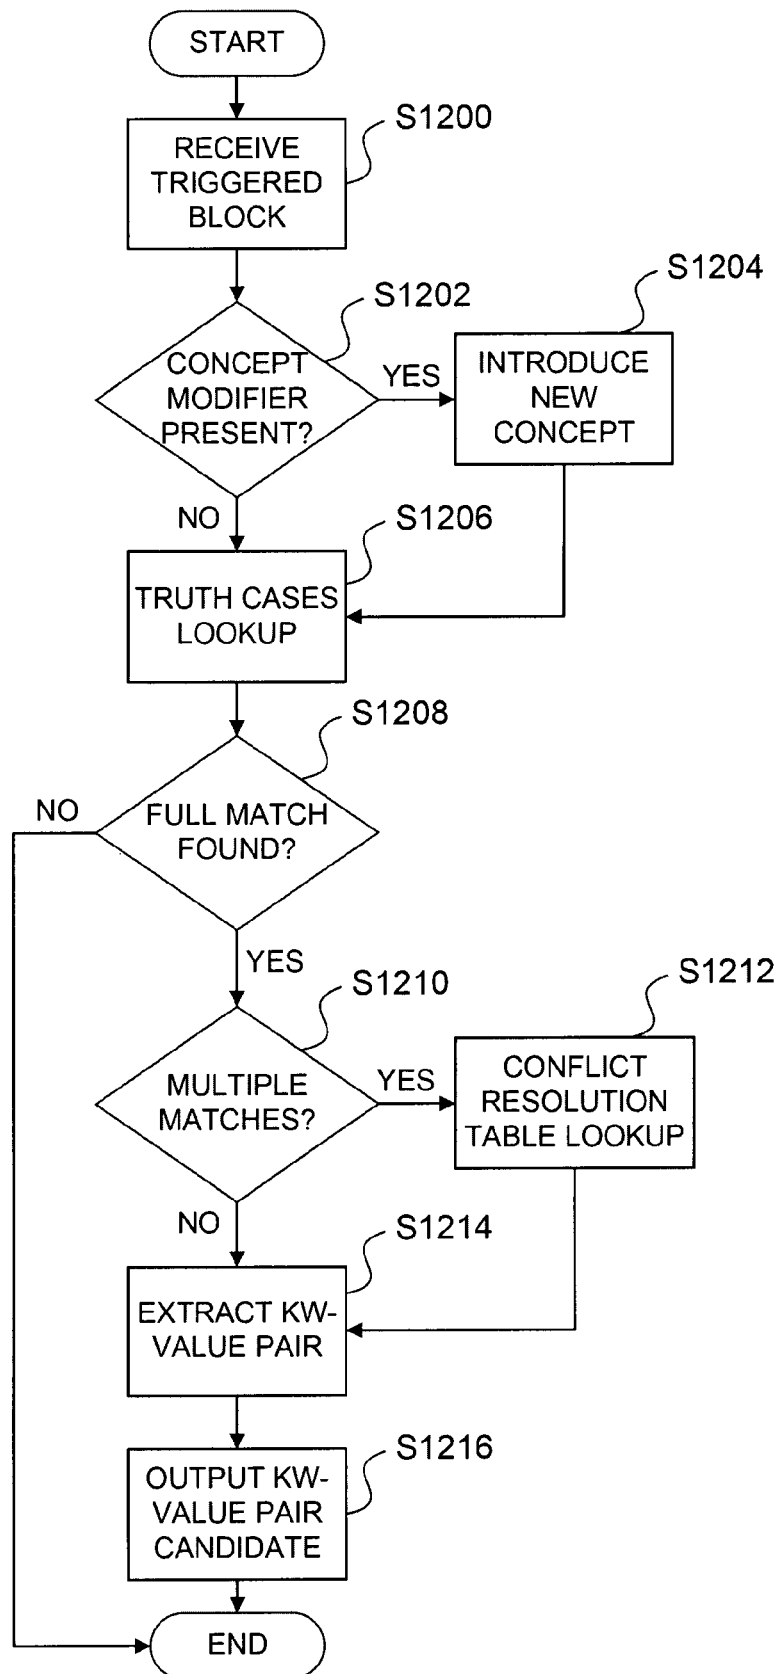 START
S1200
RECEIVE
TRIGGERED
BLOCK
S1202
S1204
CONCEPT
MODIFIER
PRESENT?
YES
INTRODUCE
NEW
CONCEPT
NO
S1206
TRUTH CASES
LOOKUP
S1208
NO
FULL MATCH
FOUND?
YES
S1210
S1212
MULTIPLE
MATCHES?
YES
CONFLICT
RESOLUTION
TABLE LOOKUP
NO
S1214
EXTRACT KW-
VALUE PAIR
S1216
OUTPUT KW-
VALUE PAIR
CANDIDATE
END